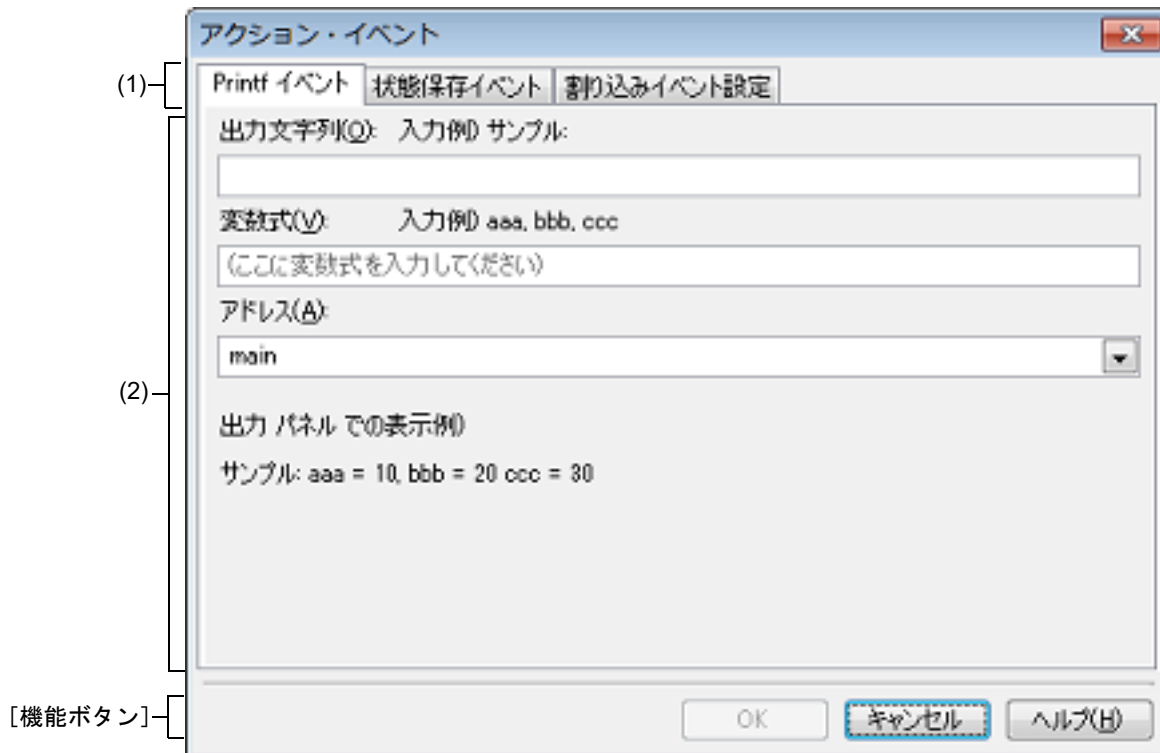 アクション・イベント
(1)
Printf イベント 状態保存イベント 割り込みイベント設定
出力文字列(O): 入力例) サンプル:
変数式(V): 入力例) aaa, bbb, ccc
(ここに変数式を入力してください)
アドレス(A):
main
(2)
出力 パネル での表示例)
サンプル: aaa = 10, bbb = 20 ccc = 30
[機能ボタン]
OK キャンセル ヘルプ(H)